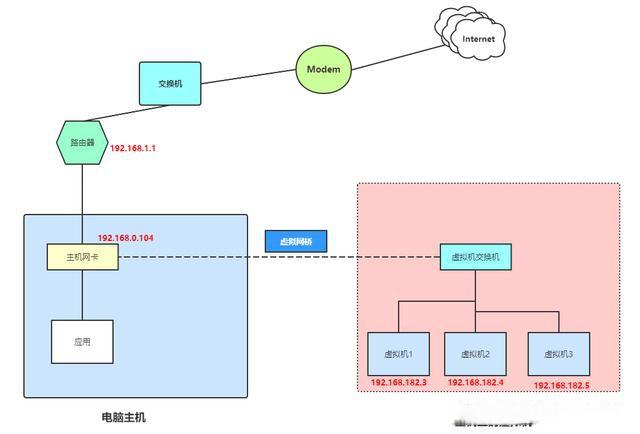 Internet
Modem
交换机
路由器
192.168.1.1
192.168.0.104
主机网卡
虚拟网桥
虚拟机交换机
应用
虚拟机1
虚拟机2
虚拟机3
192.168.182.3
192.168.182.4
192.168.182.5
电脑主机